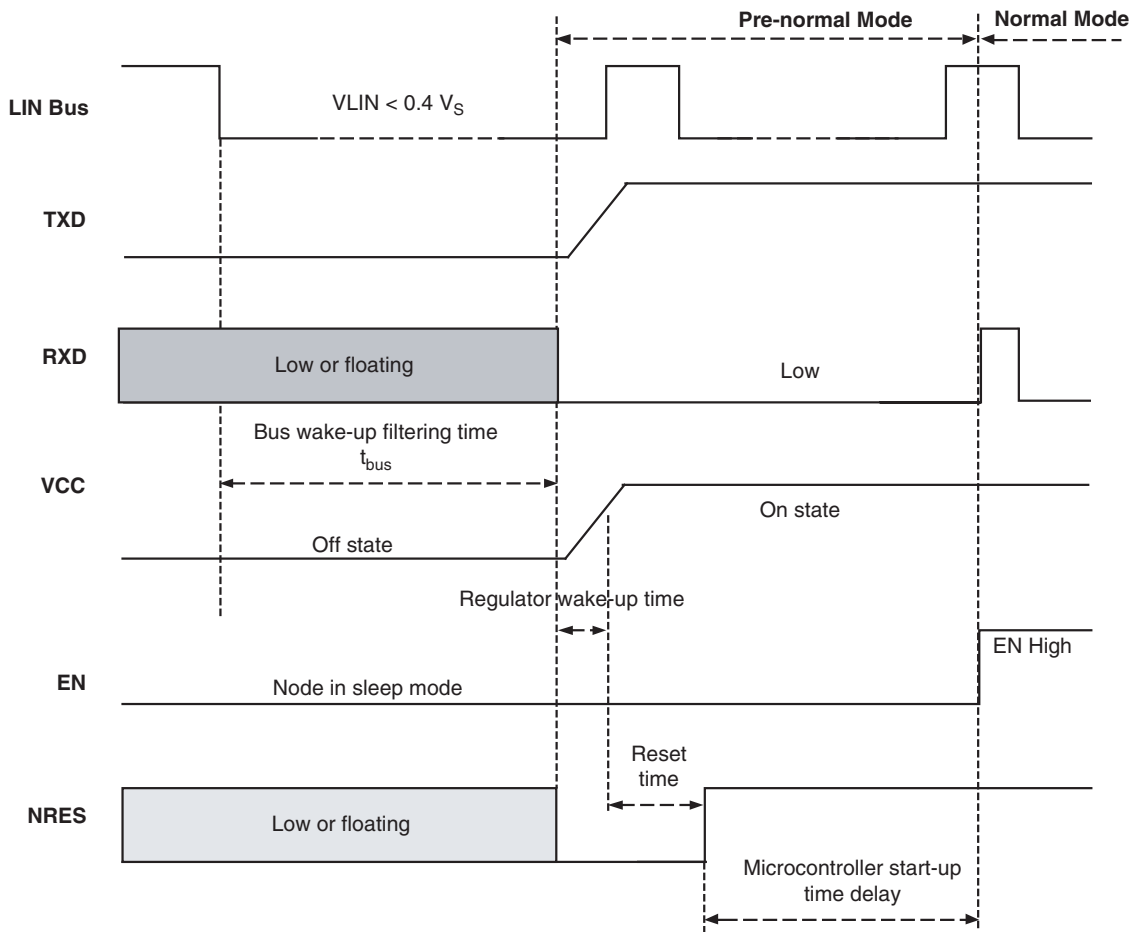 Pre-normal Mode
Normal Mode
LIN Bus
VLIN < 0.4 VS
TXD
RXD
Low or floating
Low
Bus wake-up filtering time
tbus
VCC
Off state
On state
Regulator wake-up time
EN
Node in sleep mode
EN High
Reset
time
NRES
Low or floating
Microcontroller start-up
time delay